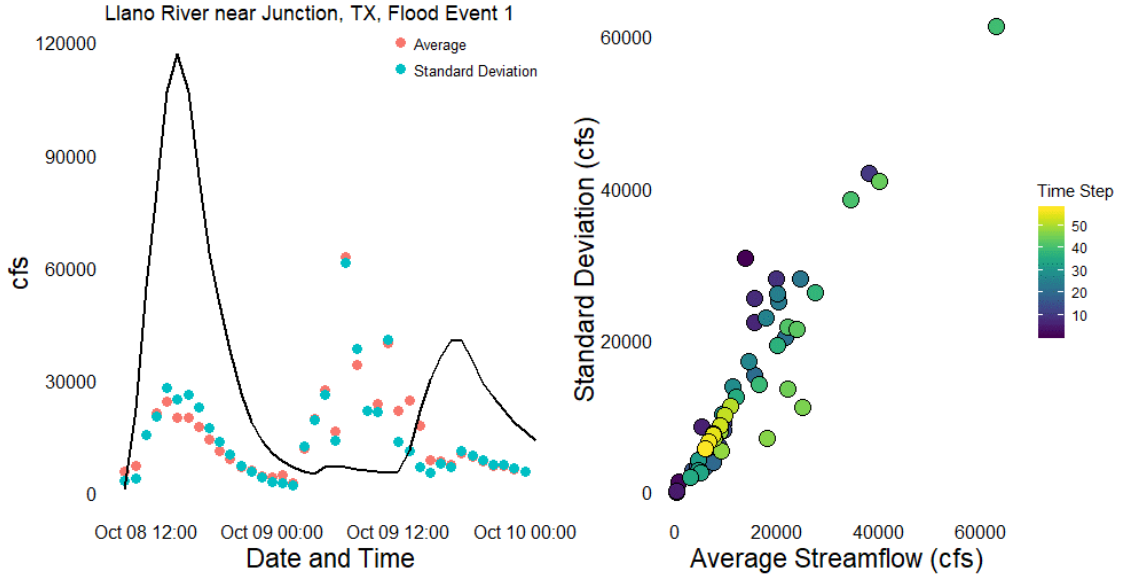 Llano River near Junction, TX, Flood Event 1
Average
Standard Deviation
120000
90000
60000
30000
0
cfs
Oct 08 12:00 Oct 09 00:00 Oct 09 12:00 Oct 10 00:00
Date and Time
60000
40000
20000
0
Standard Deviation (cfs)
0 20000 40000 60000
Average Streamflow (cfs)
Time Step
50
40
30
20
10